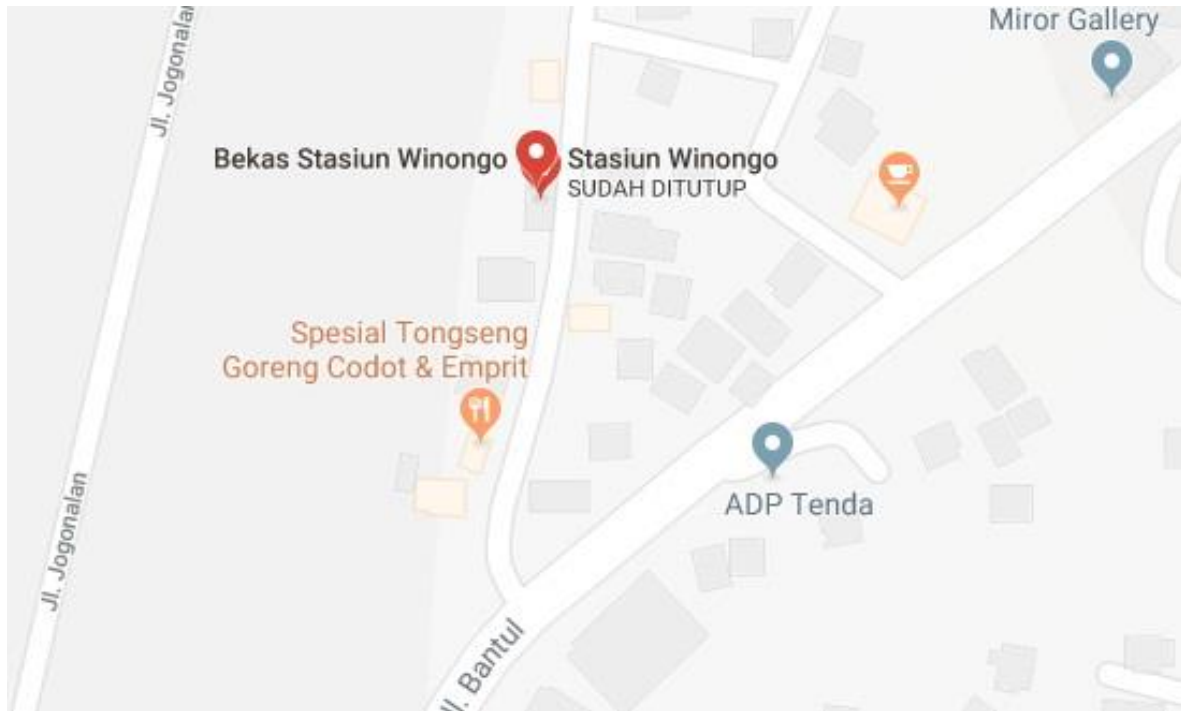 Miror Gallery
Jl. Jogonalan
Bekas Stasiun Winongo
Stasiun Winongo
SUDAH DITUTUP
Spesial Tongseng
Goreng Codot & Emprit
ADP Tenda
Jl. Jogonalan
Jl. Bantul